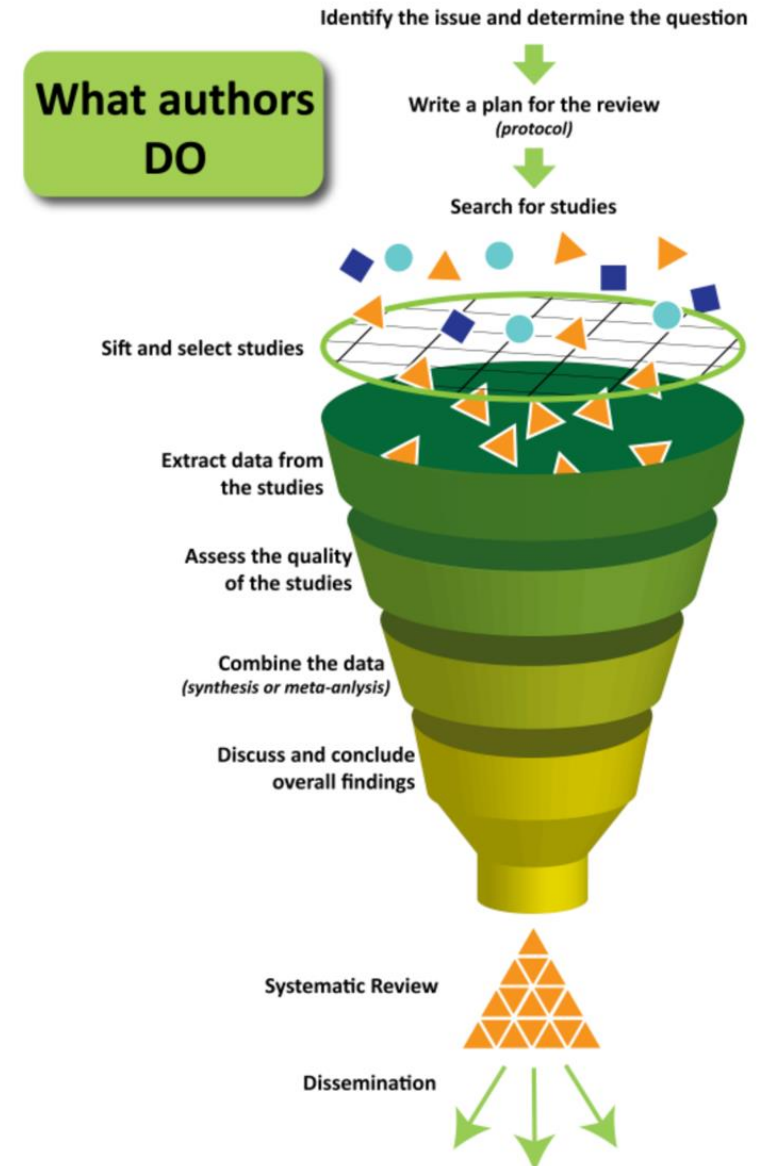 Identify the issue and determine the question
What authors
DO
Write a plan for the review
(protocol)
Search for studies
Sift and select studies
Extract data from
the studies
Assess the quality
of the studies
Combine the data
(synthesis or meta-anlysis)
Discuss and conclude
overall findings
Systematic Review
Dissemination